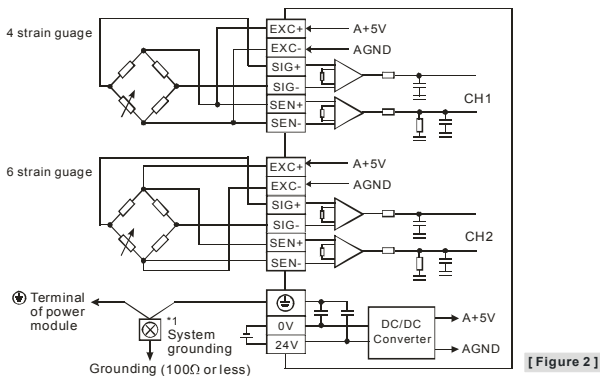 4 strain guage
EXC+
A+5V
EXC-
AGND
SIG+
SIG-
SEN+
CH1
SEN-
6 strain guage
EXC+
A+5V
EXC-
AGND
SIG+
SIG-
SEN+
CH2
SEN-
Terminal
of power
module
*1
System
grounding
Grounding (100Ω or less)
0V
24V
DC/DC
Converter
A+5V
AGND
[ Figure 2 ]